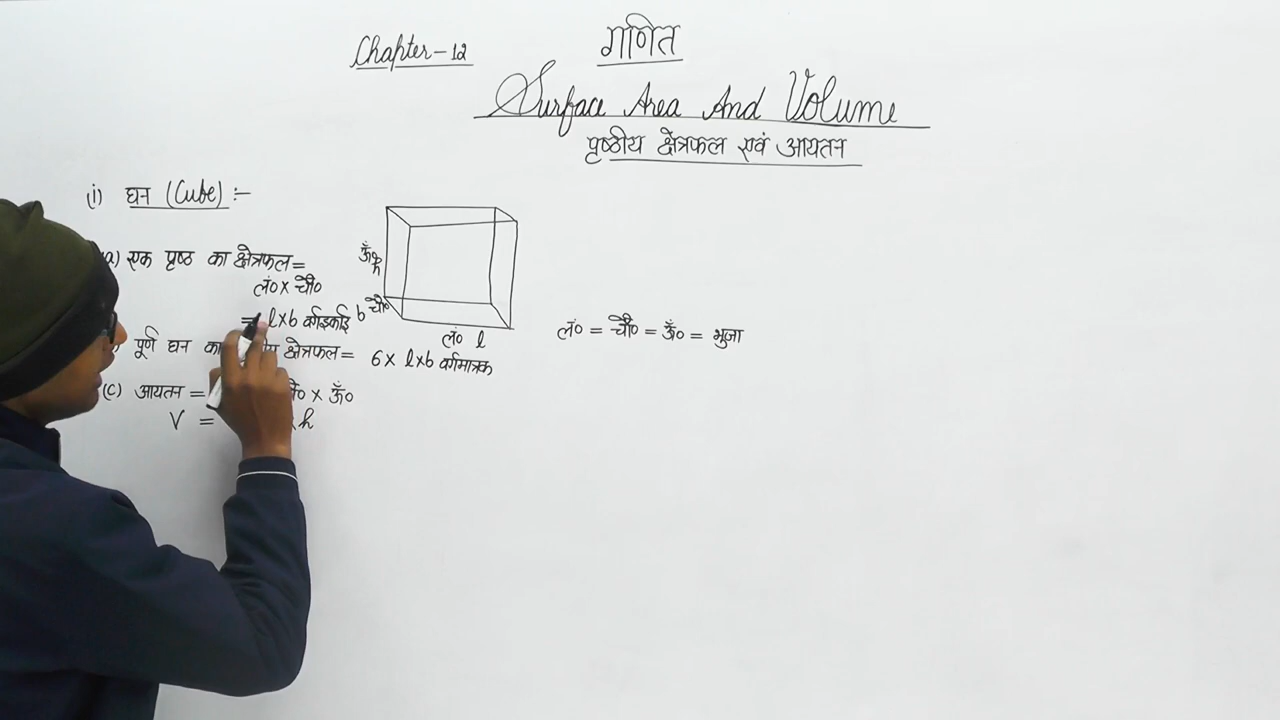 Chapter-12
गणित
Surface Area And Volume
पृष्ठीय क्षेत्रफल एवं आयतन
(i) घन (Cube) :-
a) एक पृष्ठ का क्षेत्रफल =
लं० x चौ०
= l x b वर्गइकाई
ऊँ० h
b चौ०
लं० l
लं० = चौ० = ऊँ० = भुजा
पूर्ण घन का क्षेत्रफल = 6 x l x b वर्गमात्रक
(c) आयतन = x ऊँ०
V = h